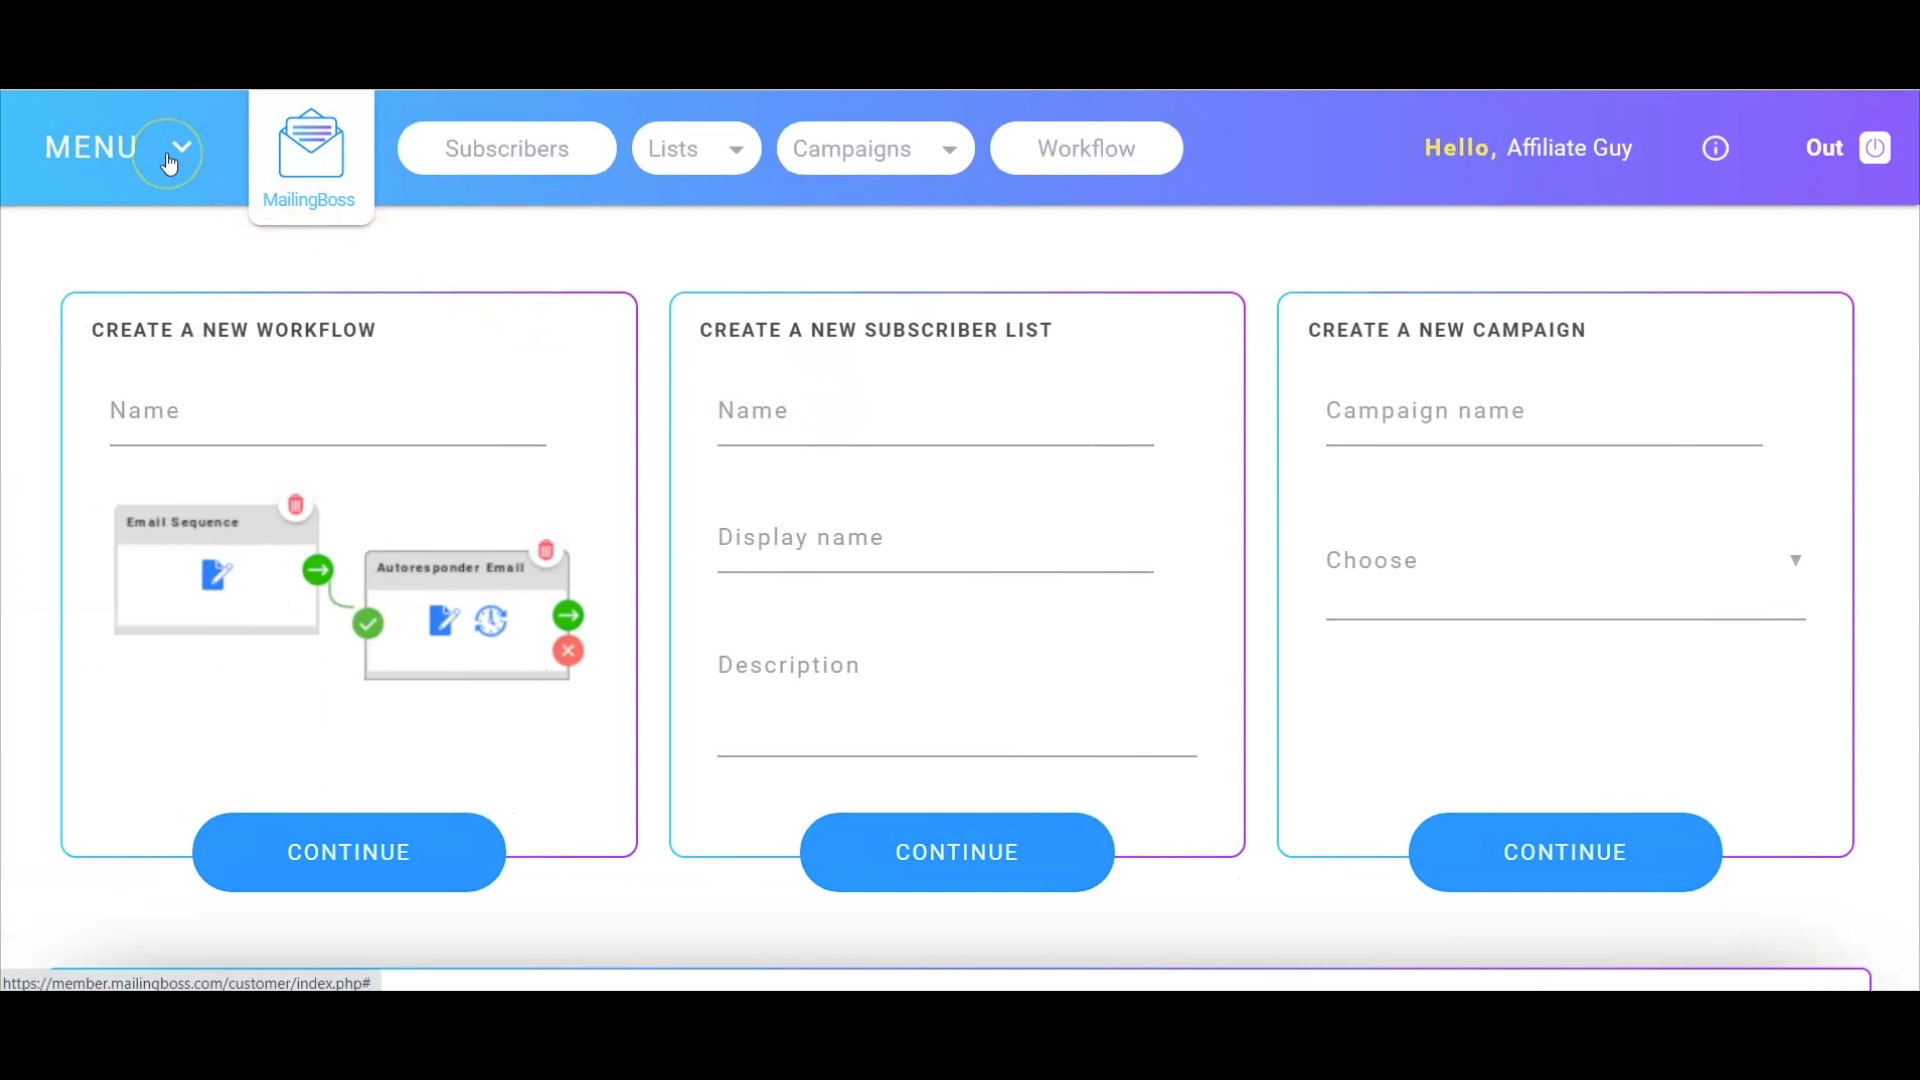 MENU
MailingBoss
Subscribers
Lists
Campaigns
Workflow
Hello, Affiliate Guy
Out
CREATE A NEW WORKFLOW
Name
Email Sequence
Autoresponder Email
CONTINUE
CREATE A NEW SUBSCRIBER LIST
Name
Display name
Description
CONTINUE
CREATE A NEW CAMPAIGN
Campaign name
Choose
CONTINUE
https://member.mailingboss.com/customer/index.php#